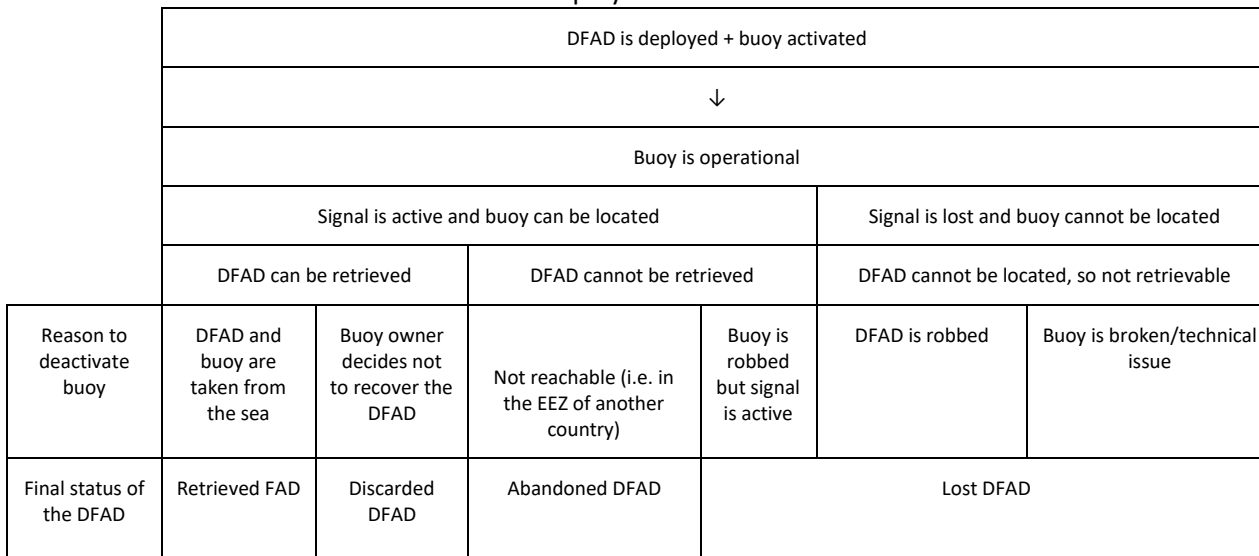 DFAD is deployed + buoy activated
↓
Buoy is operational
Signal is active and buoy can be located
Signal is lost and buoy cannot be located
DFAD can be retrieved
DFAD cannot be retrieved
DFAD cannot be located, so not retrievable
Reason to
deactivate
buoy
DFAD and
buoy are
taken from
the sea
Buoy owner
decides not
to recover the
DFAD
Not reachable (i.e. in
the EEZ of another
country)
Buoy is
robbed
but signal
is active
DFAD is robbed
Buoy is broken/technical
issue
Final status of
the DFAD
Retrieved FAD
Discarded
DFAD
Abandoned DFAD
Lost DFAD